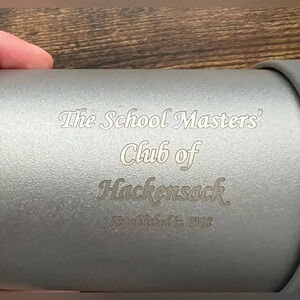 The School Masters'
Club of
Hackensack
Established in